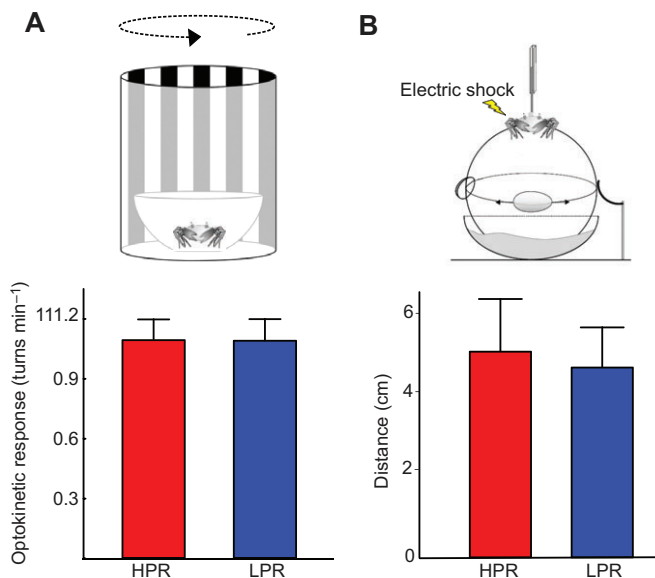 A
B
Electric shock
Optokinetic response (turns min⁻¹)
111.2
0.9
0.6
0.3
HPR
LPR
Distance (cm)
6
4
2
0
HPR
LPR